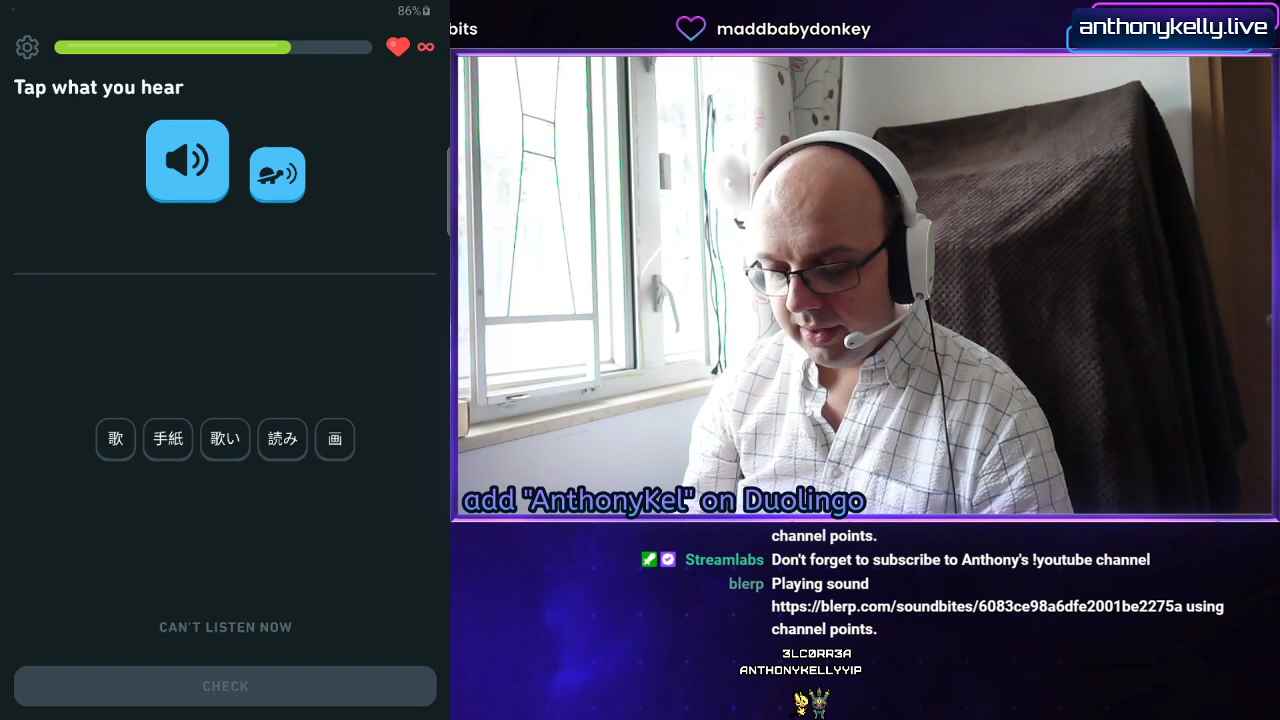 86%
Tap what you hear
歌 手紙 歌い 読み 画
CAN'T LISTEN NOW
CHECK
bits
maddbabydonkey
anthonykelly.live
add "AnthonyKel" on Duolingo
channel points.
Streamlabs Don't forget to subscribe to Anthony's !youtube channel
blerp Playing sound
https://blerp.com/soundbites/6083ce98a6dfe2001be2275a using
channel points.
3LC0RR3A
ANTHONYKELLYYIP